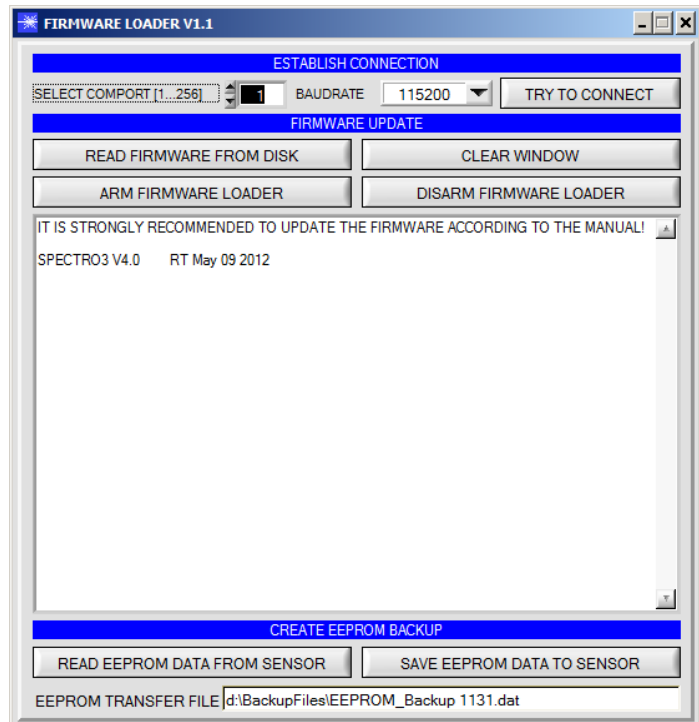 FIRMWARE LOADER V1.1
ESTABLISH CONNECTION
SELECT COMPORT [1...256] 1 BAUDRATE 115200 TRY TO CONNECT
FIRMWARE UPDATE
READ FIRMWARE FROM DISK CLEAR WINDOW
ARM FIRMWARE LOADER DISARM FIRMWARE LOADER
IT IS STRONGLY RECOMMENDED TO UPDATE THE FIRMWARE ACCORDING TO THE MANUAL!
SPECTRO3 V4.0 RT May 09 2012
CREATE EEPROM BACKUP
READ EEPROM DATA FROM SENSOR SAVE EEPROM DATA TO SENSOR
EEPROM TRANSFER FILE d:\BackupFiles\EEPROM_Backup 1131.dat